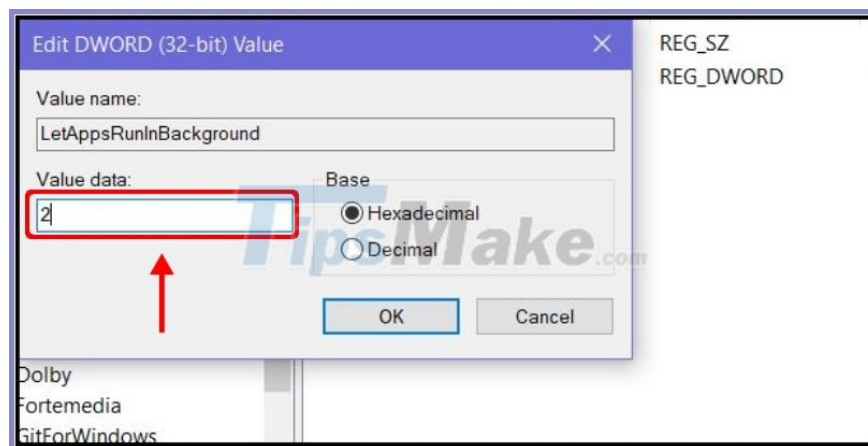 Edit DWORD (32-bit) Value
REG_SZ
REG_DWORD
Value name:
LetAppsRunInBackground
Value data:
Base
2
Hexadecimal
Decimal
TipsMake.com
OK
Cancel
Dolby
Fortemedia
GitForWindows